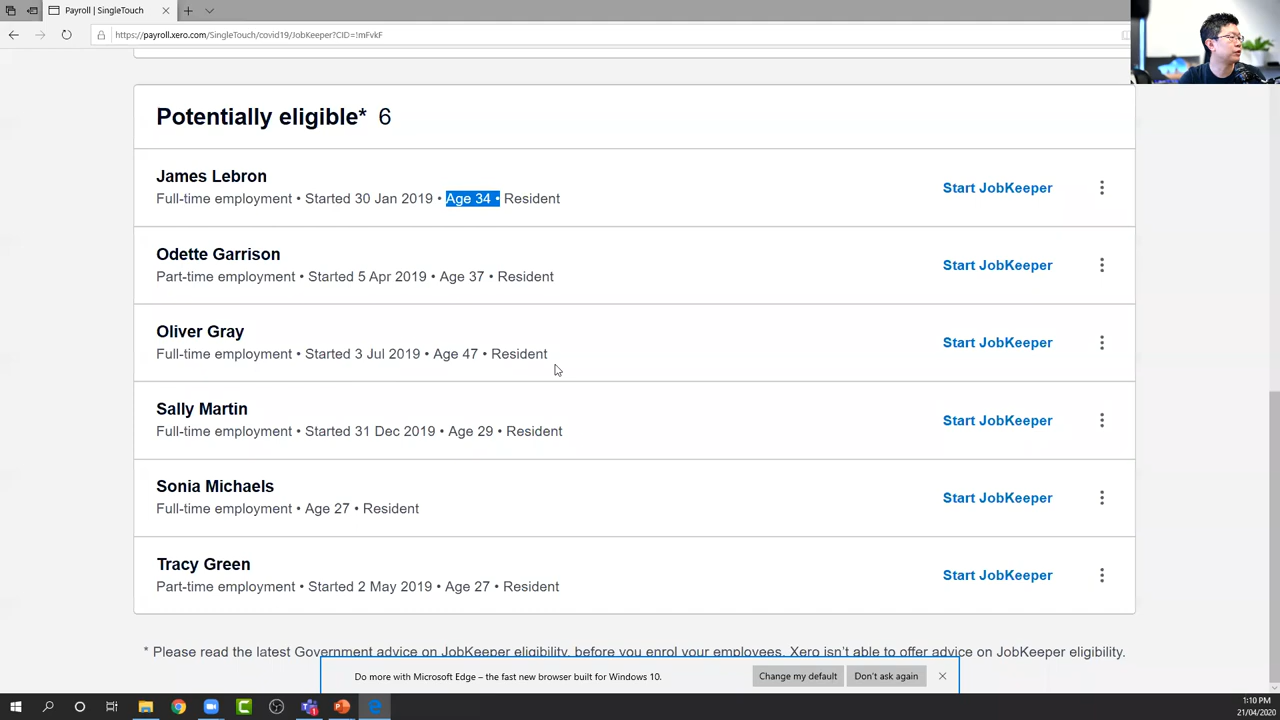 Payroll | SingleTouch
https://payroll.xero.com/SingleTouch/covid19/JobKeeper?CID=!mFvkF
Potentially eligible* 6
James Lebron
Full-time employment • Started 30 Jan 2019 • Age 34 • Resident
Start JobKeeper
Odette Garrison
Part-time employment • Started 5 Apr 2019 • Age 37 • Resident
Start JobKeeper
Oliver Gray
Full-time employment • Started 3 Jul 2019 • Age 47 • Resident
Start JobKeeper
Sally Martin
Full-time employment • Started 31 Dec 2019 • Age 29 • Resident
Start JobKeeper
Sonia Michaels
Full-time employment • Age 27 • Resident
Start JobKeeper
Tracy Green
Part-time employment • Started 2 May 2019 • Age 27 • Resident
Start JobKeeper
* Please read the latest Government advice on JobKeeper eligibility, before you enrol your employees. Xero isn't able to offer advice on JobKeeper eligibility.
Do more with Microsoft Edge – the fast new browser built for Windows 10.
Change my default
Don't ask again
1:10 PM
21/04/2020